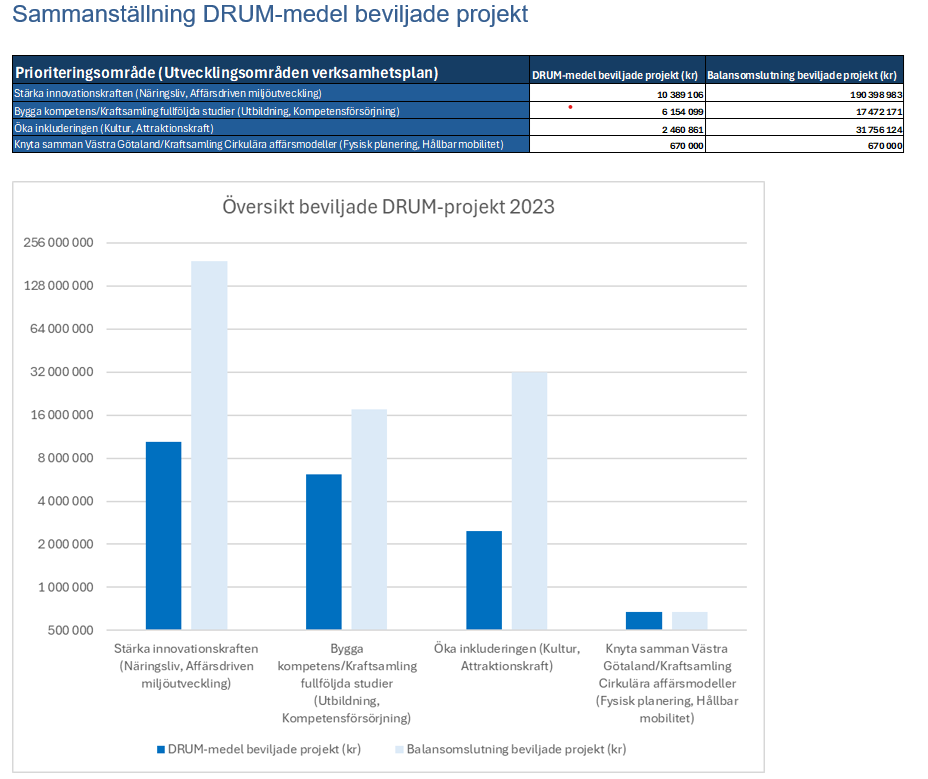 Sammanställning DRUM-medel beviljade projekt
Prioriteringsområde (Utvecklingsområden verksamhetsplan) DRUM-medel beviljade projekt (kr) Balansomslutning beviljade projekt (kr)
Stärka innovationskraften (Näringsliv, Affärsdriven miljöutveckling) 10 389 106 190 398 983
Bygga kompetens/Kraftsamling fullföljda studier (Utbildning, Kompetensförsörjning) 6 154 099 17 472 171
Öka inkluderingen (Kultur, Attraktionskraft) 2 460 861 31 756 124
Knyta samman Västra Götaland/Kraftsamling Cirkulära affärsmodeller (Fysisk planering, Hållbar mobilitet) 670 000 670 000
Översikt beviljade DRUM-projekt 2023
256 000 000
128 000 000
64 000 000
32 000 000
16 000 000
8 000 000
4 000 000
2 000 000
1 000 000
500 000
Stärka innovationskraften
(Näringsliv, Affärsdriven
miljöutveckling)
Bygga
kompetens/Kraftsamling
fullföljda studier
(Utbildning,
Kompetensförsörjning)
Öka inkluderingen (Kultur,
Attraktionskraft)
Knyta samman Västra
Götaland/Kraftsamling
Cirkulära affärsmodeller
(Fysisk planering, Hållbar
mobilitet)
DRUM-medel beviljade projekt (kr) Balansomslutning beviljade projekt (kr)